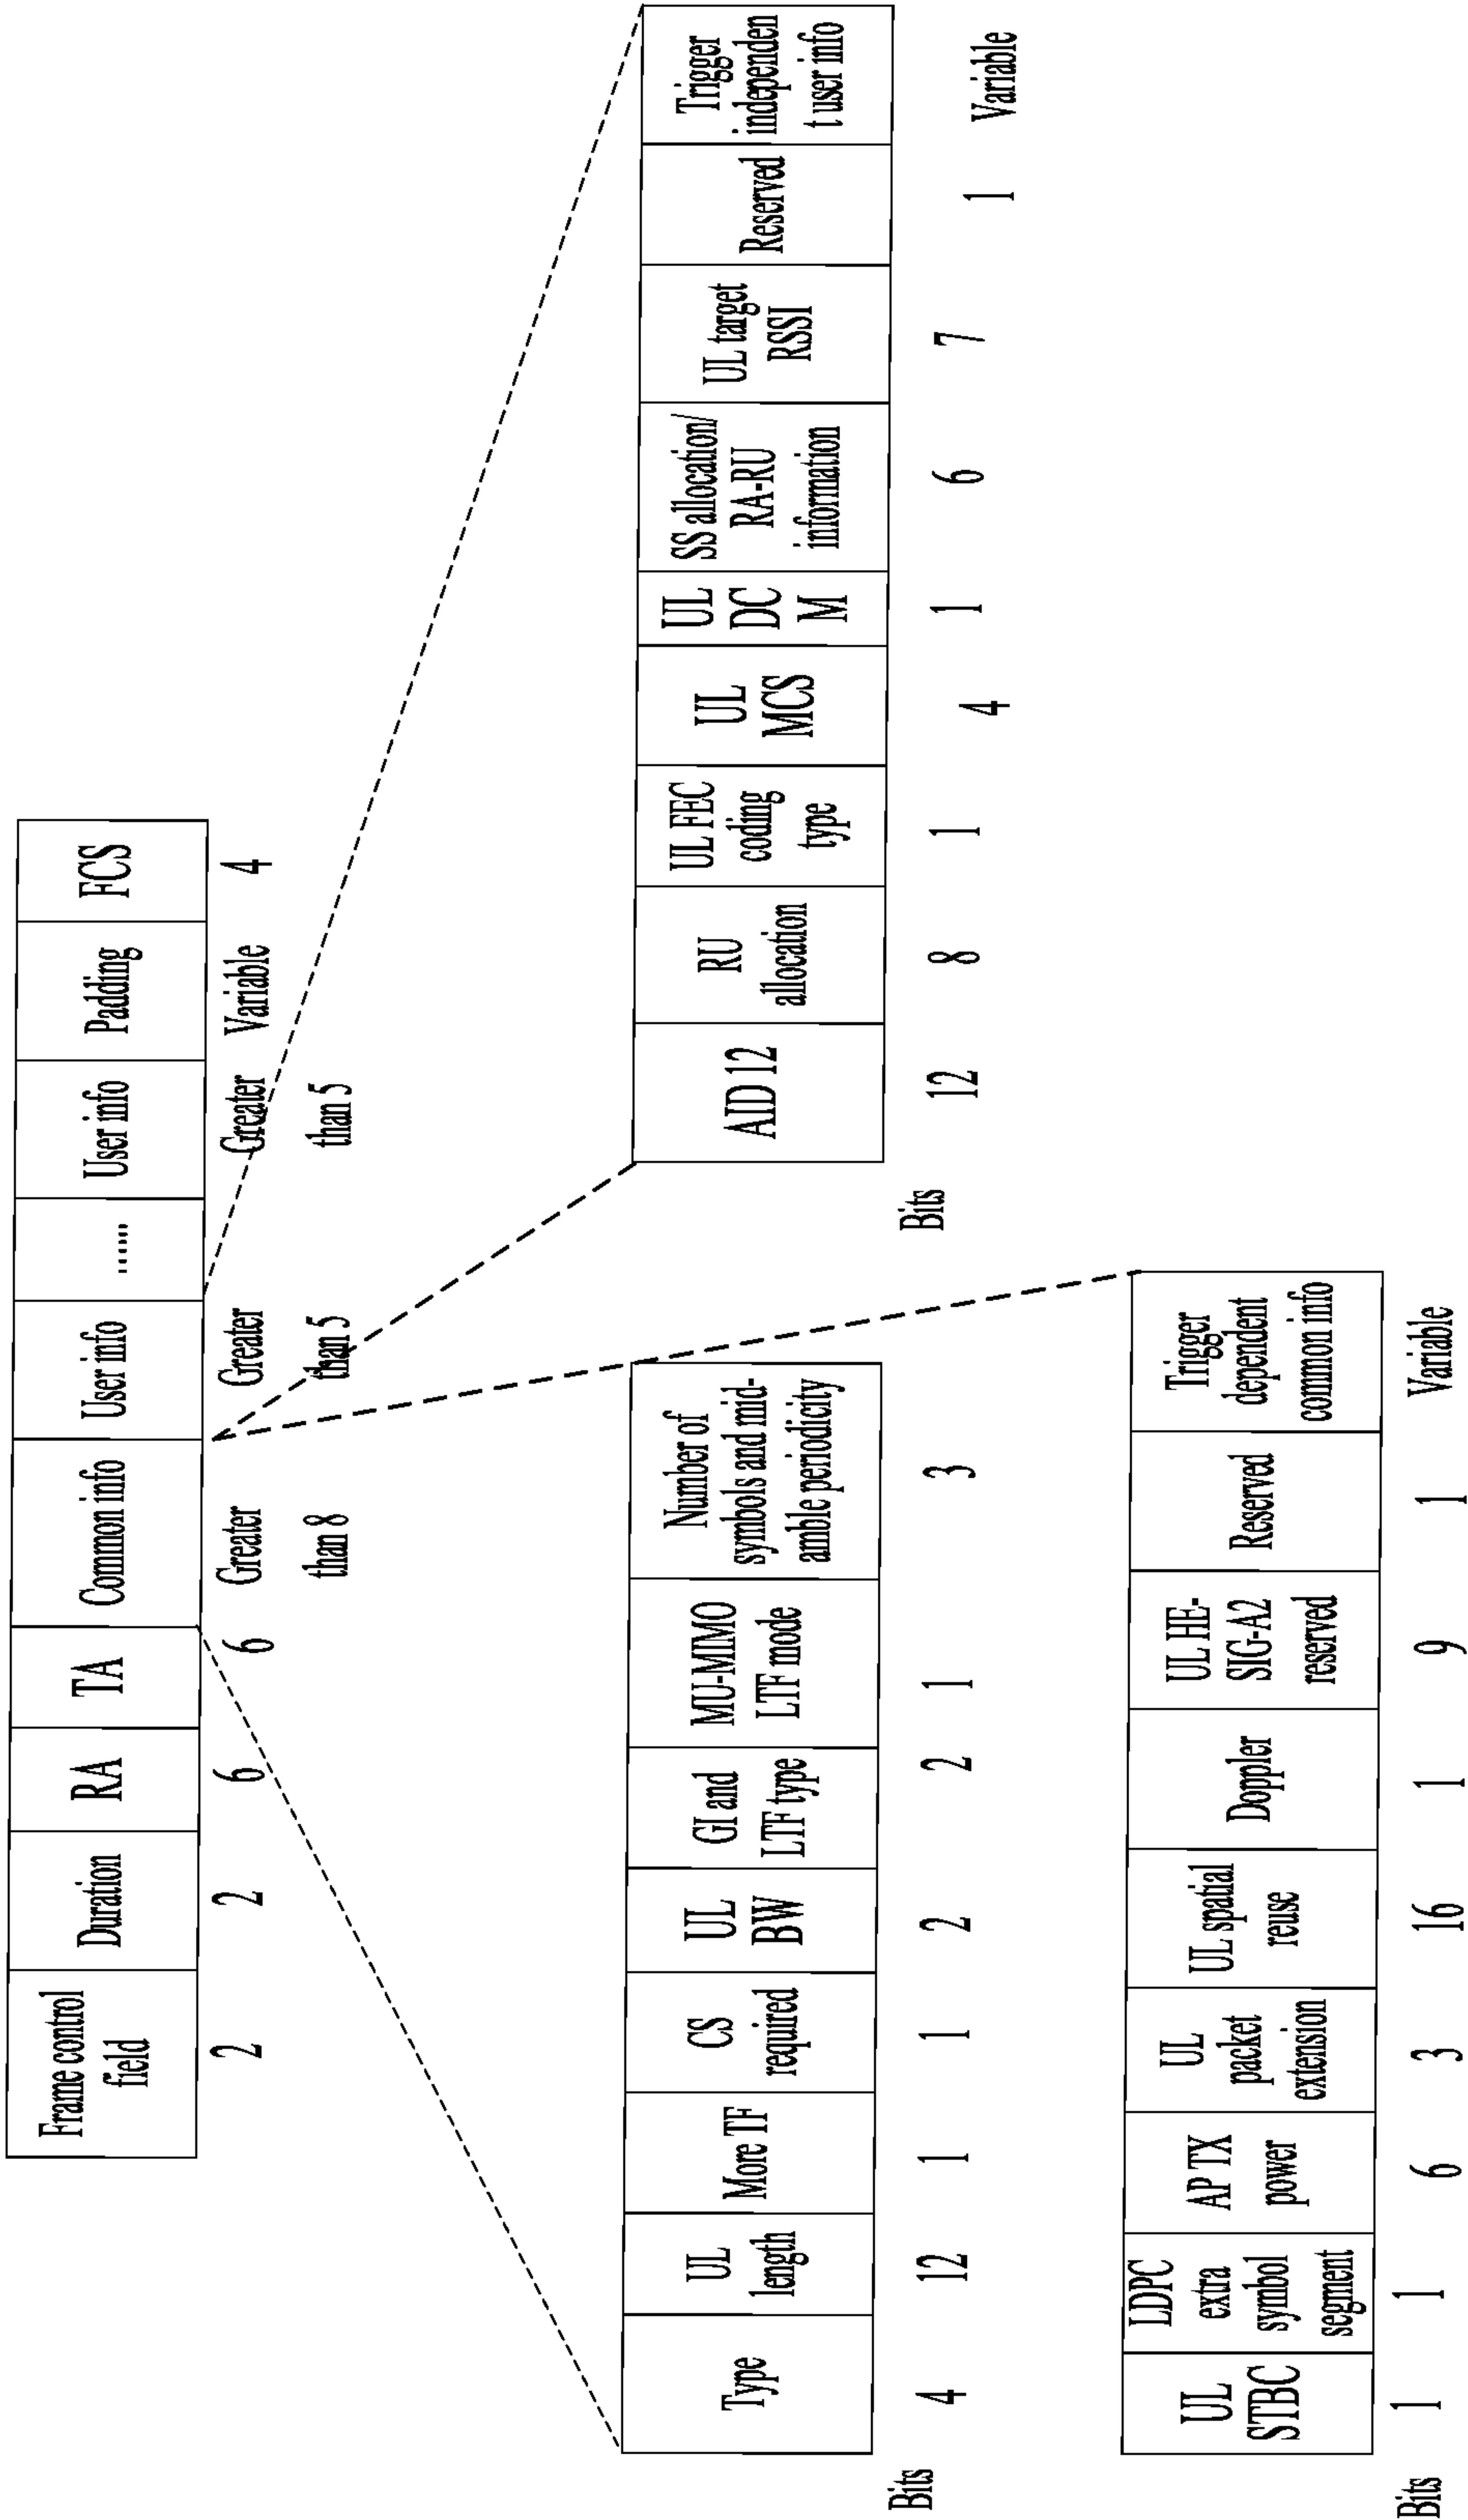 Frame control
field
Duration
RA
TA
Common info
User info
......
User info
Padding
FCS
2
2
6
6
Greater
than 8
Greater
than 5
Greater
than 5
Variable
4
Type
UL
length
More TF
CS
required
UL
BW
GI and
LTF type
MU-MIMO
LTF mode
Number of
symbols and mid-
amble periodicity
Bits
4
12
1
1
2
2
1
3
AID 12
RU
allocation
UL FEC
coding
type
UL
MCS
UL
DC
M
SS allocation/
RA-RU
information
UL target
RSSI
Reserved
Trigger
independen
t user info
Bits
12
8
1
4
1
6
7
1
Variable
UL
STBC
LDPC
extra
symbol
segment
AP TX
power
UL
packet
extension
UL spatial
reuse
Doppler
UL HE-
SIG-A2
reserved
Reserved
Trigger
dependent
common info
Bits
1
1
6
3
16
1
9
1
Variable